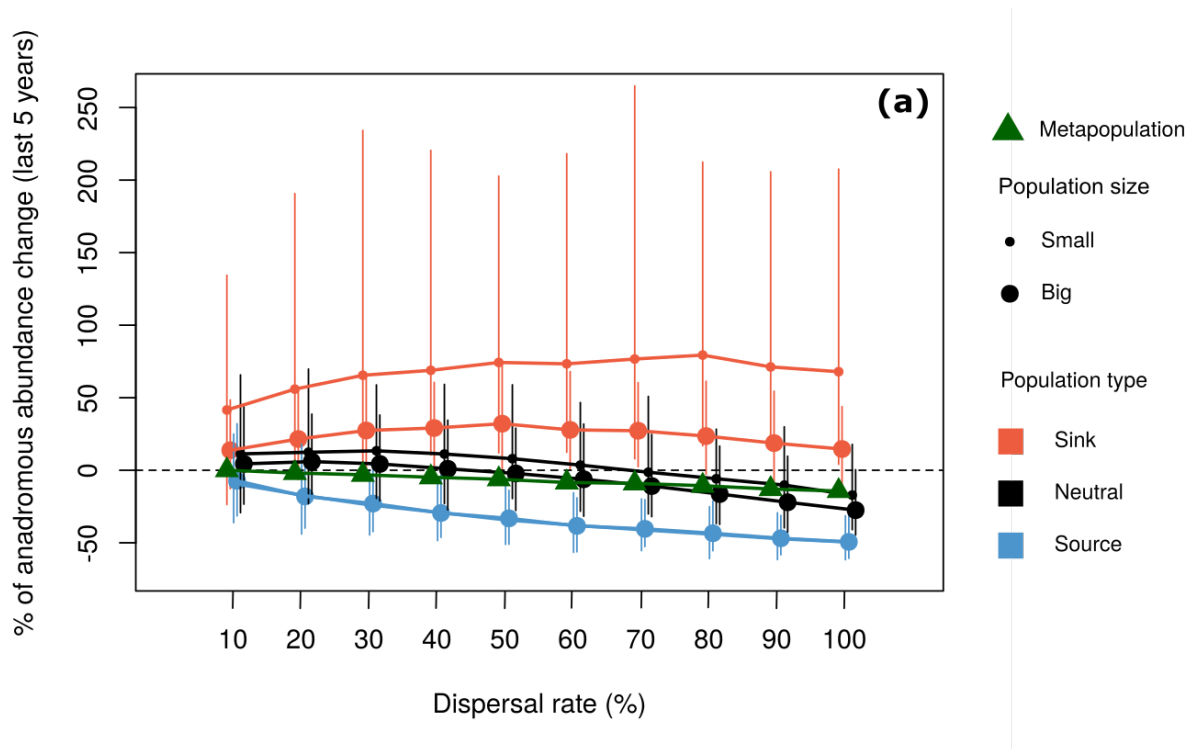 (a)
% of anadromous abundance change (last 5 years)
250
200
150
100
50
0
-50
10 20 30 40 50 60 70 80 90 100
Dispersal rate (%)
Metapopulation
Population size
Small
Big
Population type
Sink
Neutral
Source